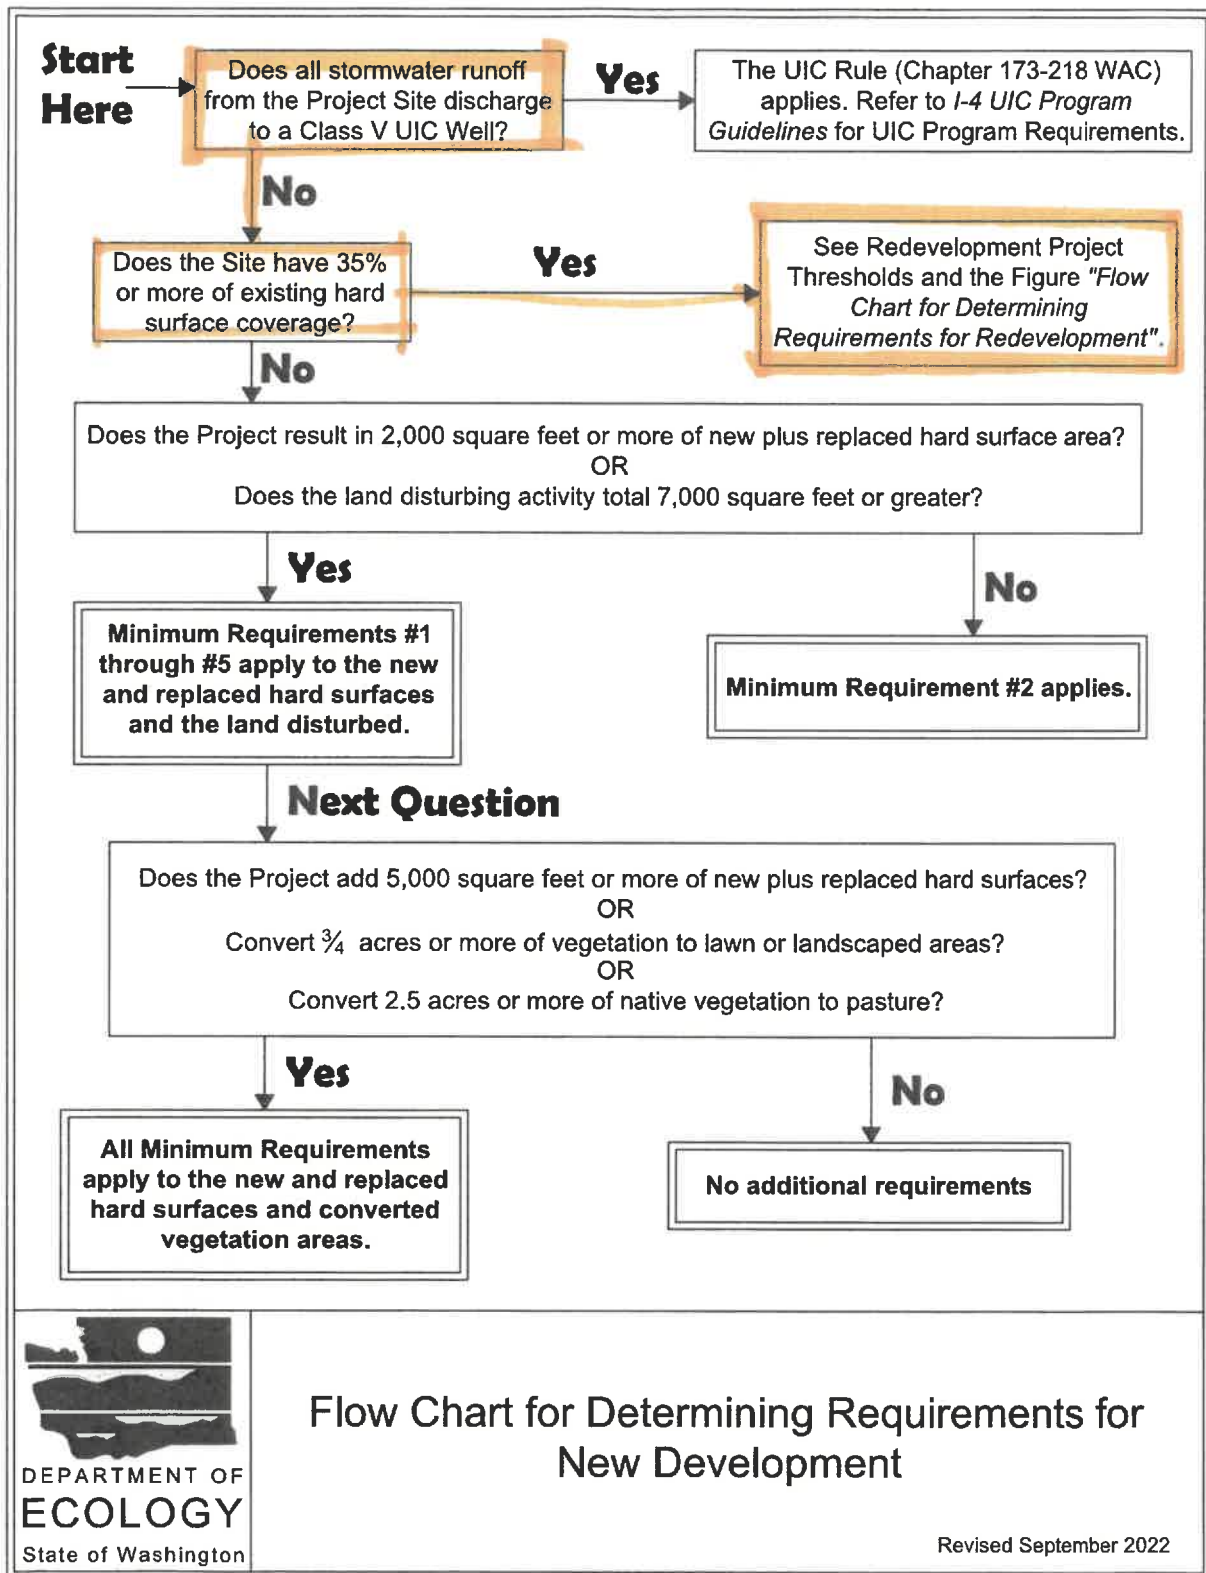 Start
Here
Does all stormwater runoff
from the Project Site discharge
to a Class V UIC Well?
Yes
The UIC Rule (Chapter 173-218 WAC)
applies. Refer to I-4 UIC Program
Guidelines for UIC Program Requirements.
No
Does the Site have 35%
or more of existing hard
surface coverage?
Yes
See Redevelopment Project
Thresholds and the Figure "Flow
Chart for Determining
Requirements for Redevelopment".
No
Does the Project result in 2,000 square feet or more of new plus replaced hard surface area?
OR
Does the land disturbing activity total 7,000 square feet or greater?
Yes
No
Minimum Requirements #1
through #5 apply to the new
and replaced hard surfaces
and the land disturbed.
Minimum Requirement #2 applies.
Next Question
Does the Project add 5,000 square feet or more of new plus replaced hard surfaces?
OR
Convert ¾ acres or more of vegetation to lawn or landscaped areas?
OR
Convert 2.5 acres or more of native vegetation to pasture?
Yes
No
All Minimum Requirements
apply to the new and replaced
hard surfaces and converted
vegetation areas.
No additional requirements
DEPARTMENT OF
ECOLOGY
State of Washington
Flow Chart for Determining Requirements for
New Development
Revised September 2022